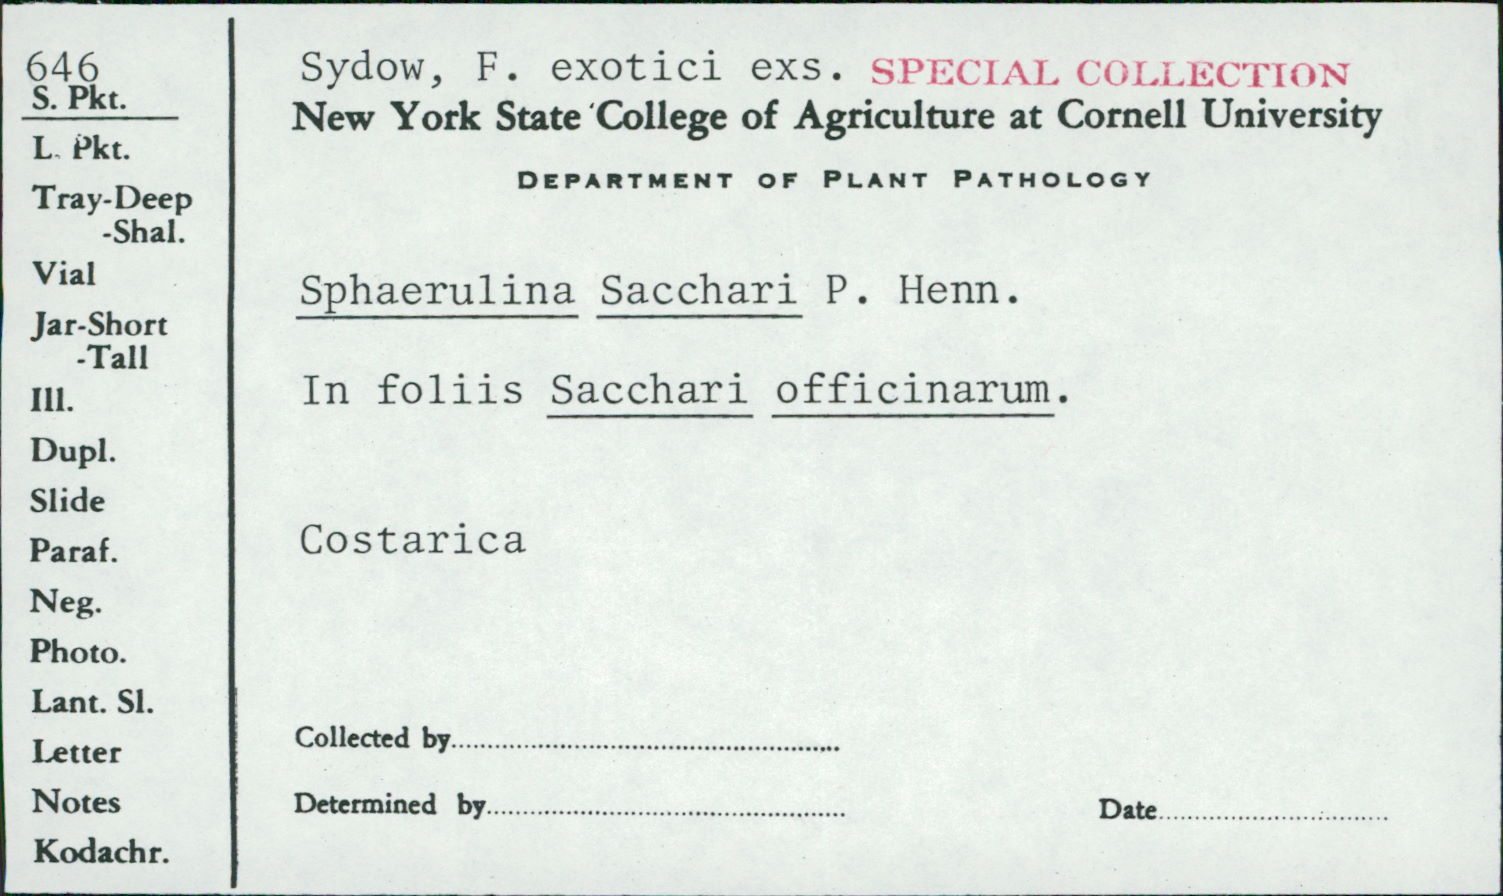 646
S. Pkt.
L. Pkt.
Tray-Deep
-Shal.
Vial
Jar-Short
-Tall
Ill.
Dupl.
Slide
Paraf.
Neg.
Photo.
Lant. Sl.
Letter
Notes
Kodachr.
Sydow, F. exotici exs. SPECIAL COLLECTION
New York State College of Agriculture at Cornell University
DEPARTMENT OF PLANT PATHOLOGY
Sphaerulina Sacchari P. Henn.
In foliis Sacchari officinarum.
Costarica
Collected by
Determined by
Date